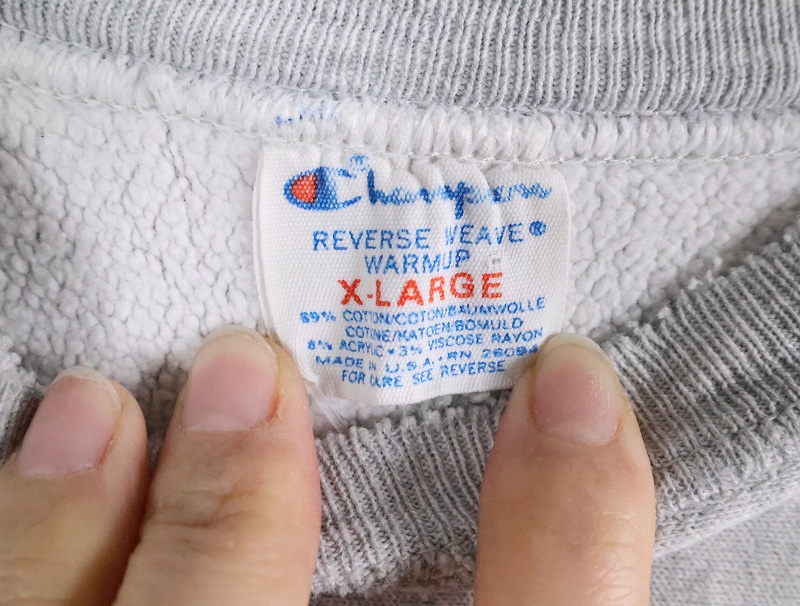 Champion®
REVERSE WEAVE®
WARMUP
X-LARGE
89% COTTON/COTON/BAUMWOLLE
COTONE/KATOEN/BOMULD
8% ACRYLIC • 3% VISCOSE RAYON
MADE IN U.S.A. • RN 26094
FOR CARE SEE REVERSE